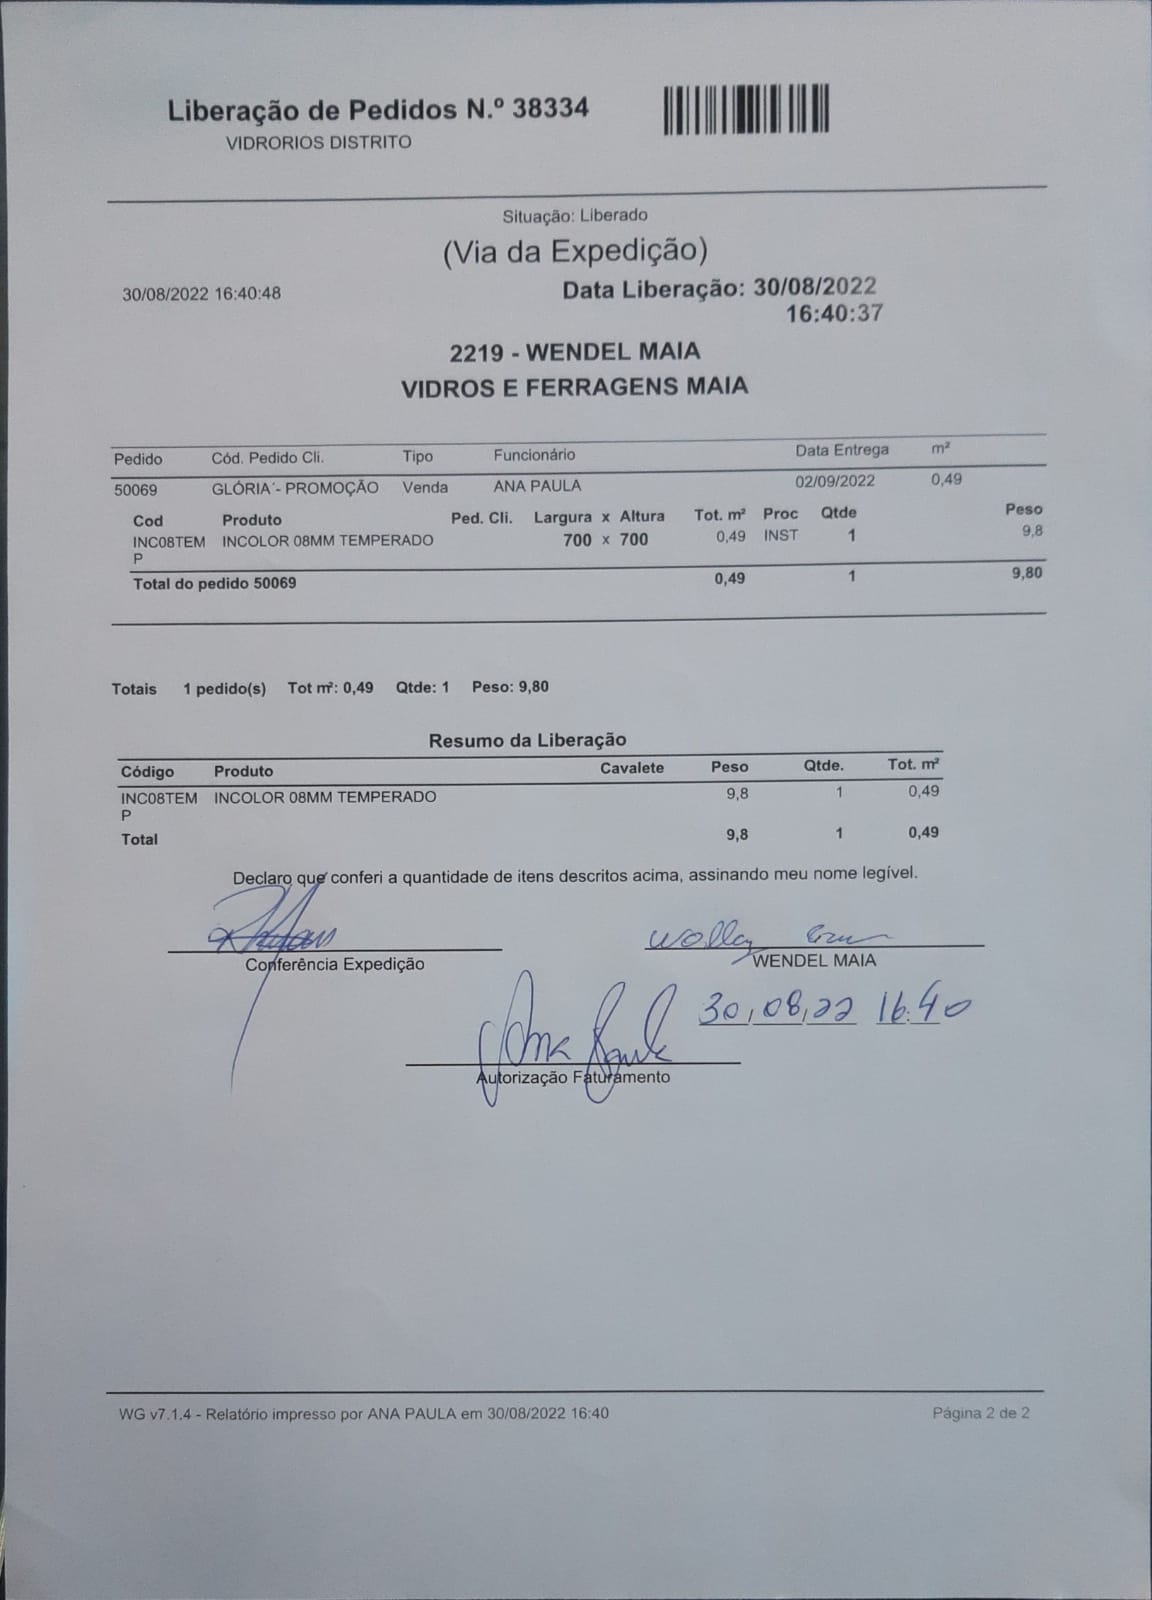 Liberação de Pedidos N.º 38334
VIDRORIOS DISTRITO
Situação: Liberado
(Via da Expedição)
30/08/2022 16:40:48
Data Liberação: 30/08/2022
16:40:37
2219 - WENDEL MAIA
VIDROS E FERRAGENS MAIA
Pedido Cód. Pedido Cli. Tipo Funcionário Data Entrega m²
50069 GLÓRIA´- PROMOÇÃO Venda ANA PAULA 02/09/2022 0,49
Cod Produto Ped. Cli. Largura x Altura Tot. m² Proc Qtde Peso
INC08TEM INCOLOR 08MM TEMPERADO 700 x 700 0,49 INST 1 9,8
P
Total do pedido 50069 0,49 1 9,80
Totais 1 pedido(s) Tot m²: 0,49 Qtde: 1 Peso: 9,80
Resumo da Liberação
Código Produto Cavalete Peso Qtde. Tot. m²
INC08TEM INCOLOR 08MM TEMPERADO 9,8 1 0,49
P
Total 9,8 1 0,49
Declaro que conferi a quantidade de itens descritos acima, assinando meu nome legível.
Conferência Expedição
WENDEL MAIA
30,08,22 16:40
Ana Paula
Autorização Faturamento
WG v7.1.4 - Relatório impresso por ANA PAULA em 30/08/2022 16:40 Página 2 de 2